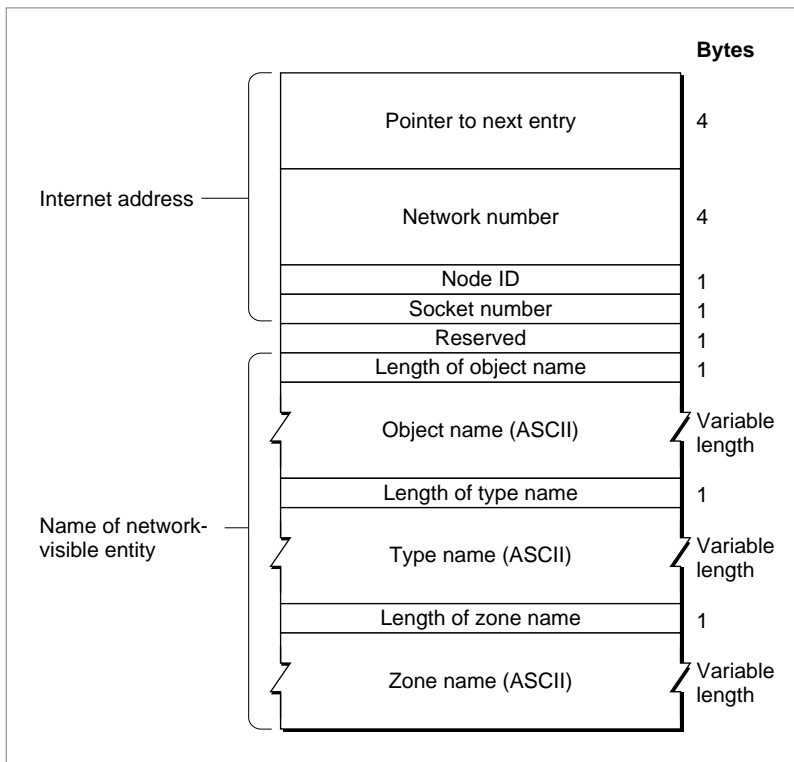 Bytes
Pointer to next entry 4
Internet address
Network number 4
Node ID 1
Socket number 1
Reserved 1
Length of object name 1
Object name (ASCII) Variable
length
Length of type name 1
Name of network-
visible entity
Type name (ASCII) Variable
length
Length of zone name 1
Zone name (ASCII) Variable
length